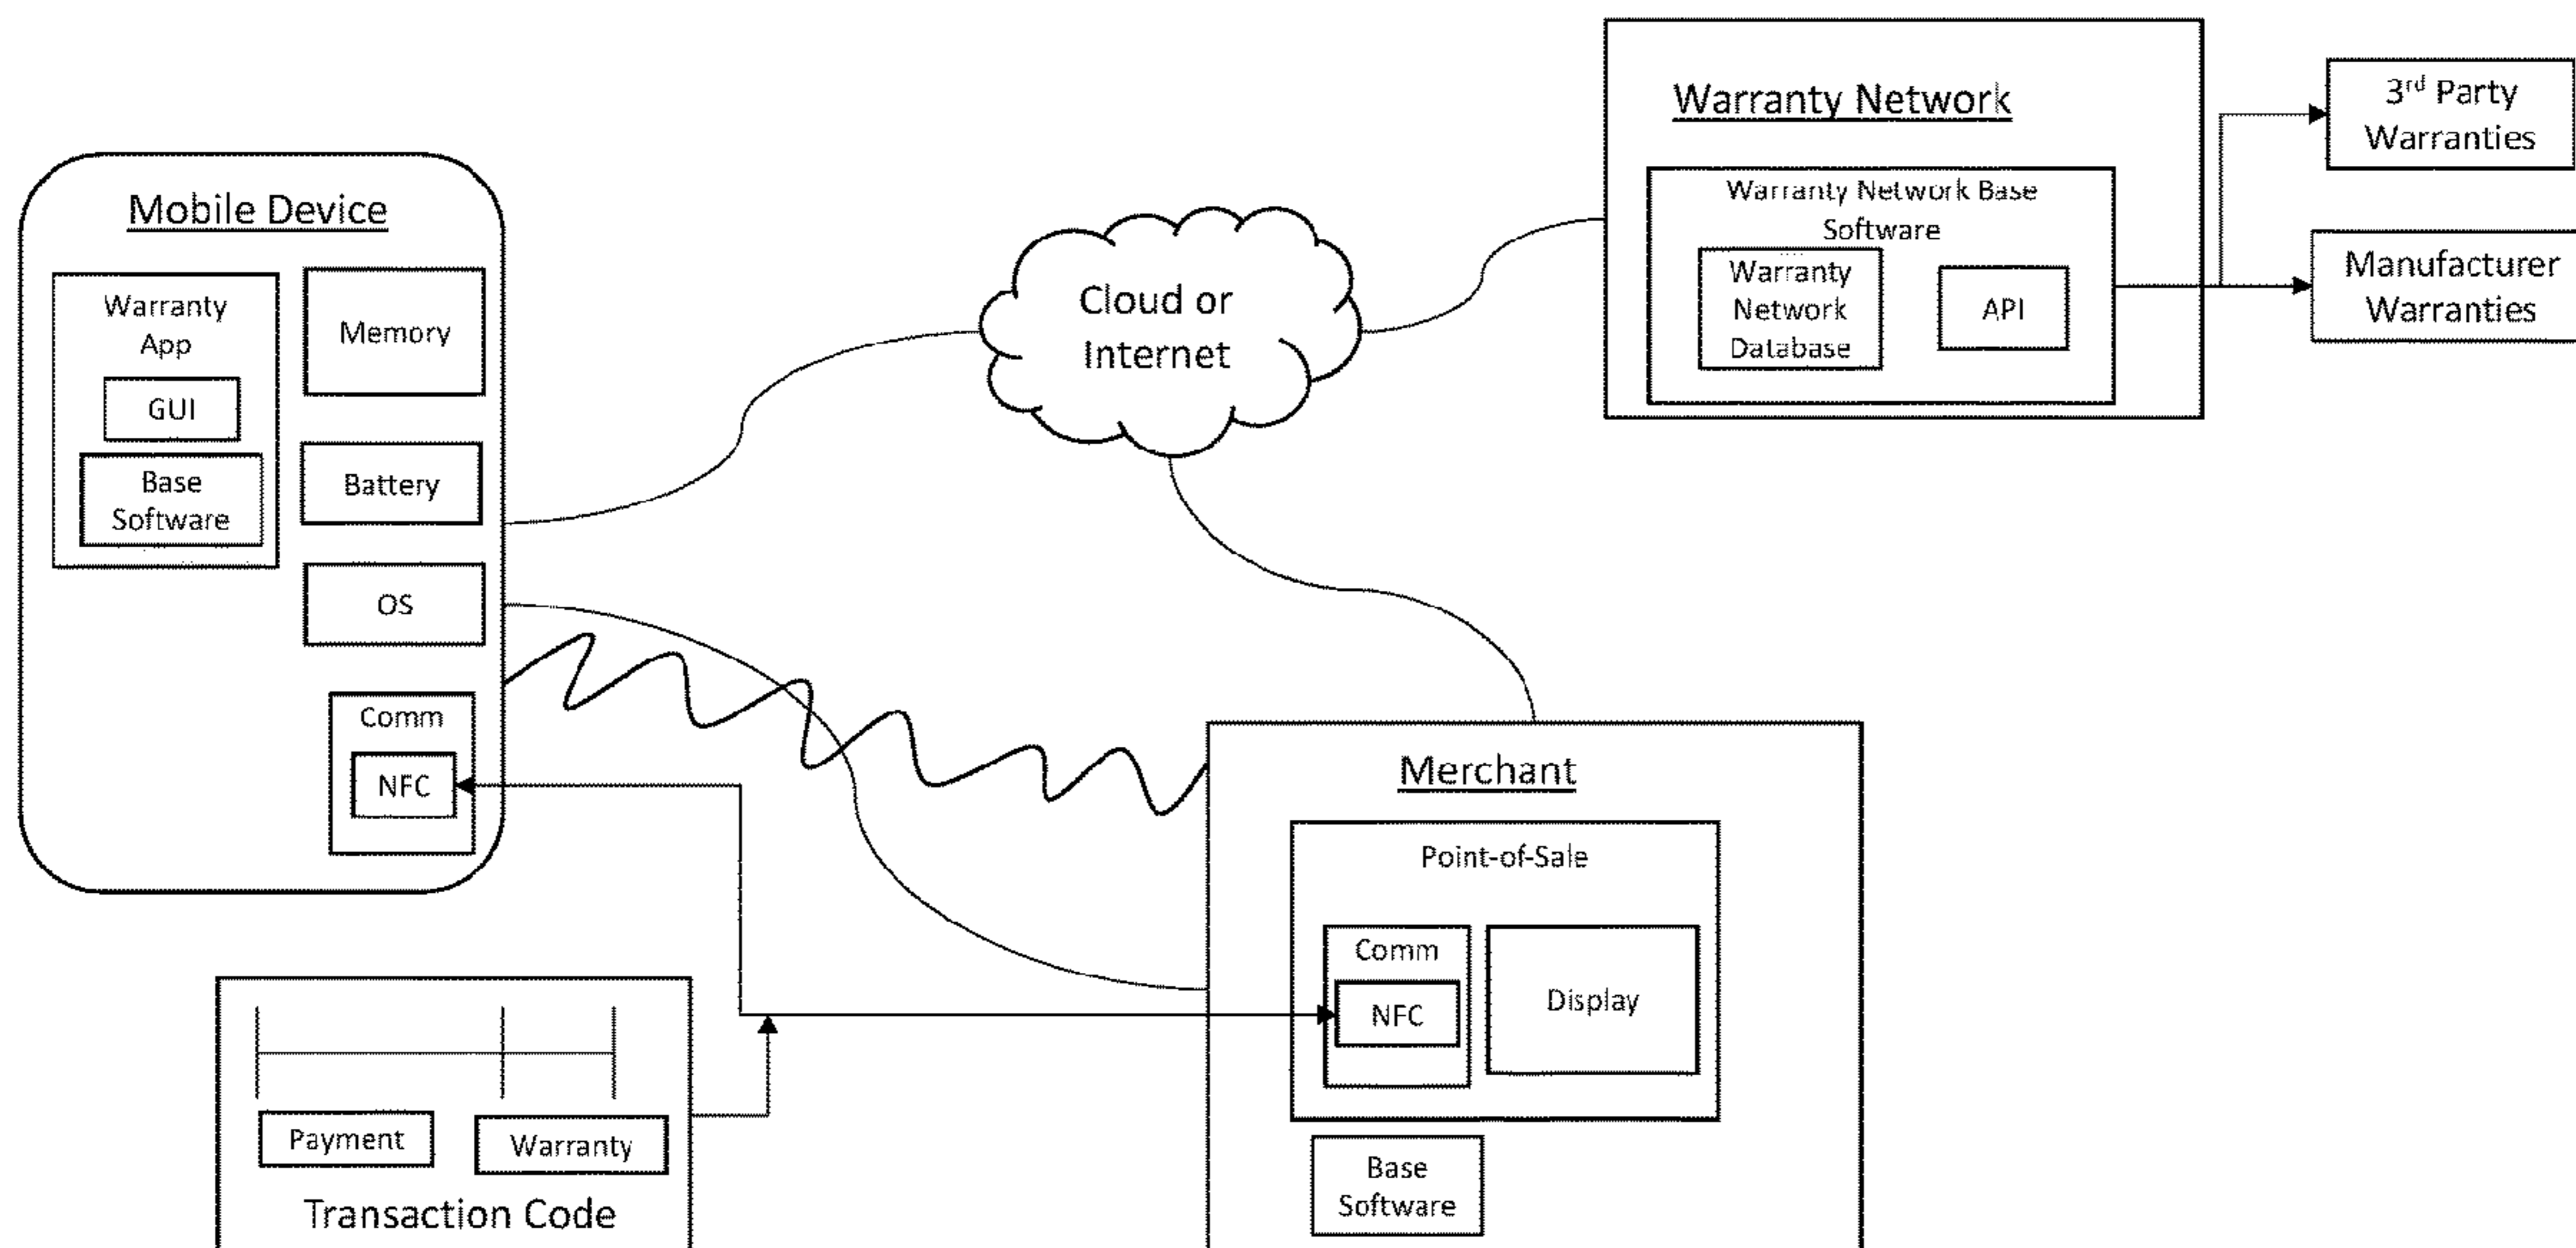 Mobile Device
Warranty
App
GUI
Base
Software
Memory
Battery
OS
Comm
NFC
Cloud or
Internet
Warranty Network
Warranty Network Base
Software
Warranty
Network
Database
API
3rd Party
Warranties
Manufacturer
Warranties
Merchant
Point-of-Sale
Comm
NFC
Display
Base
Software
Payment
Warranty
Transaction Code